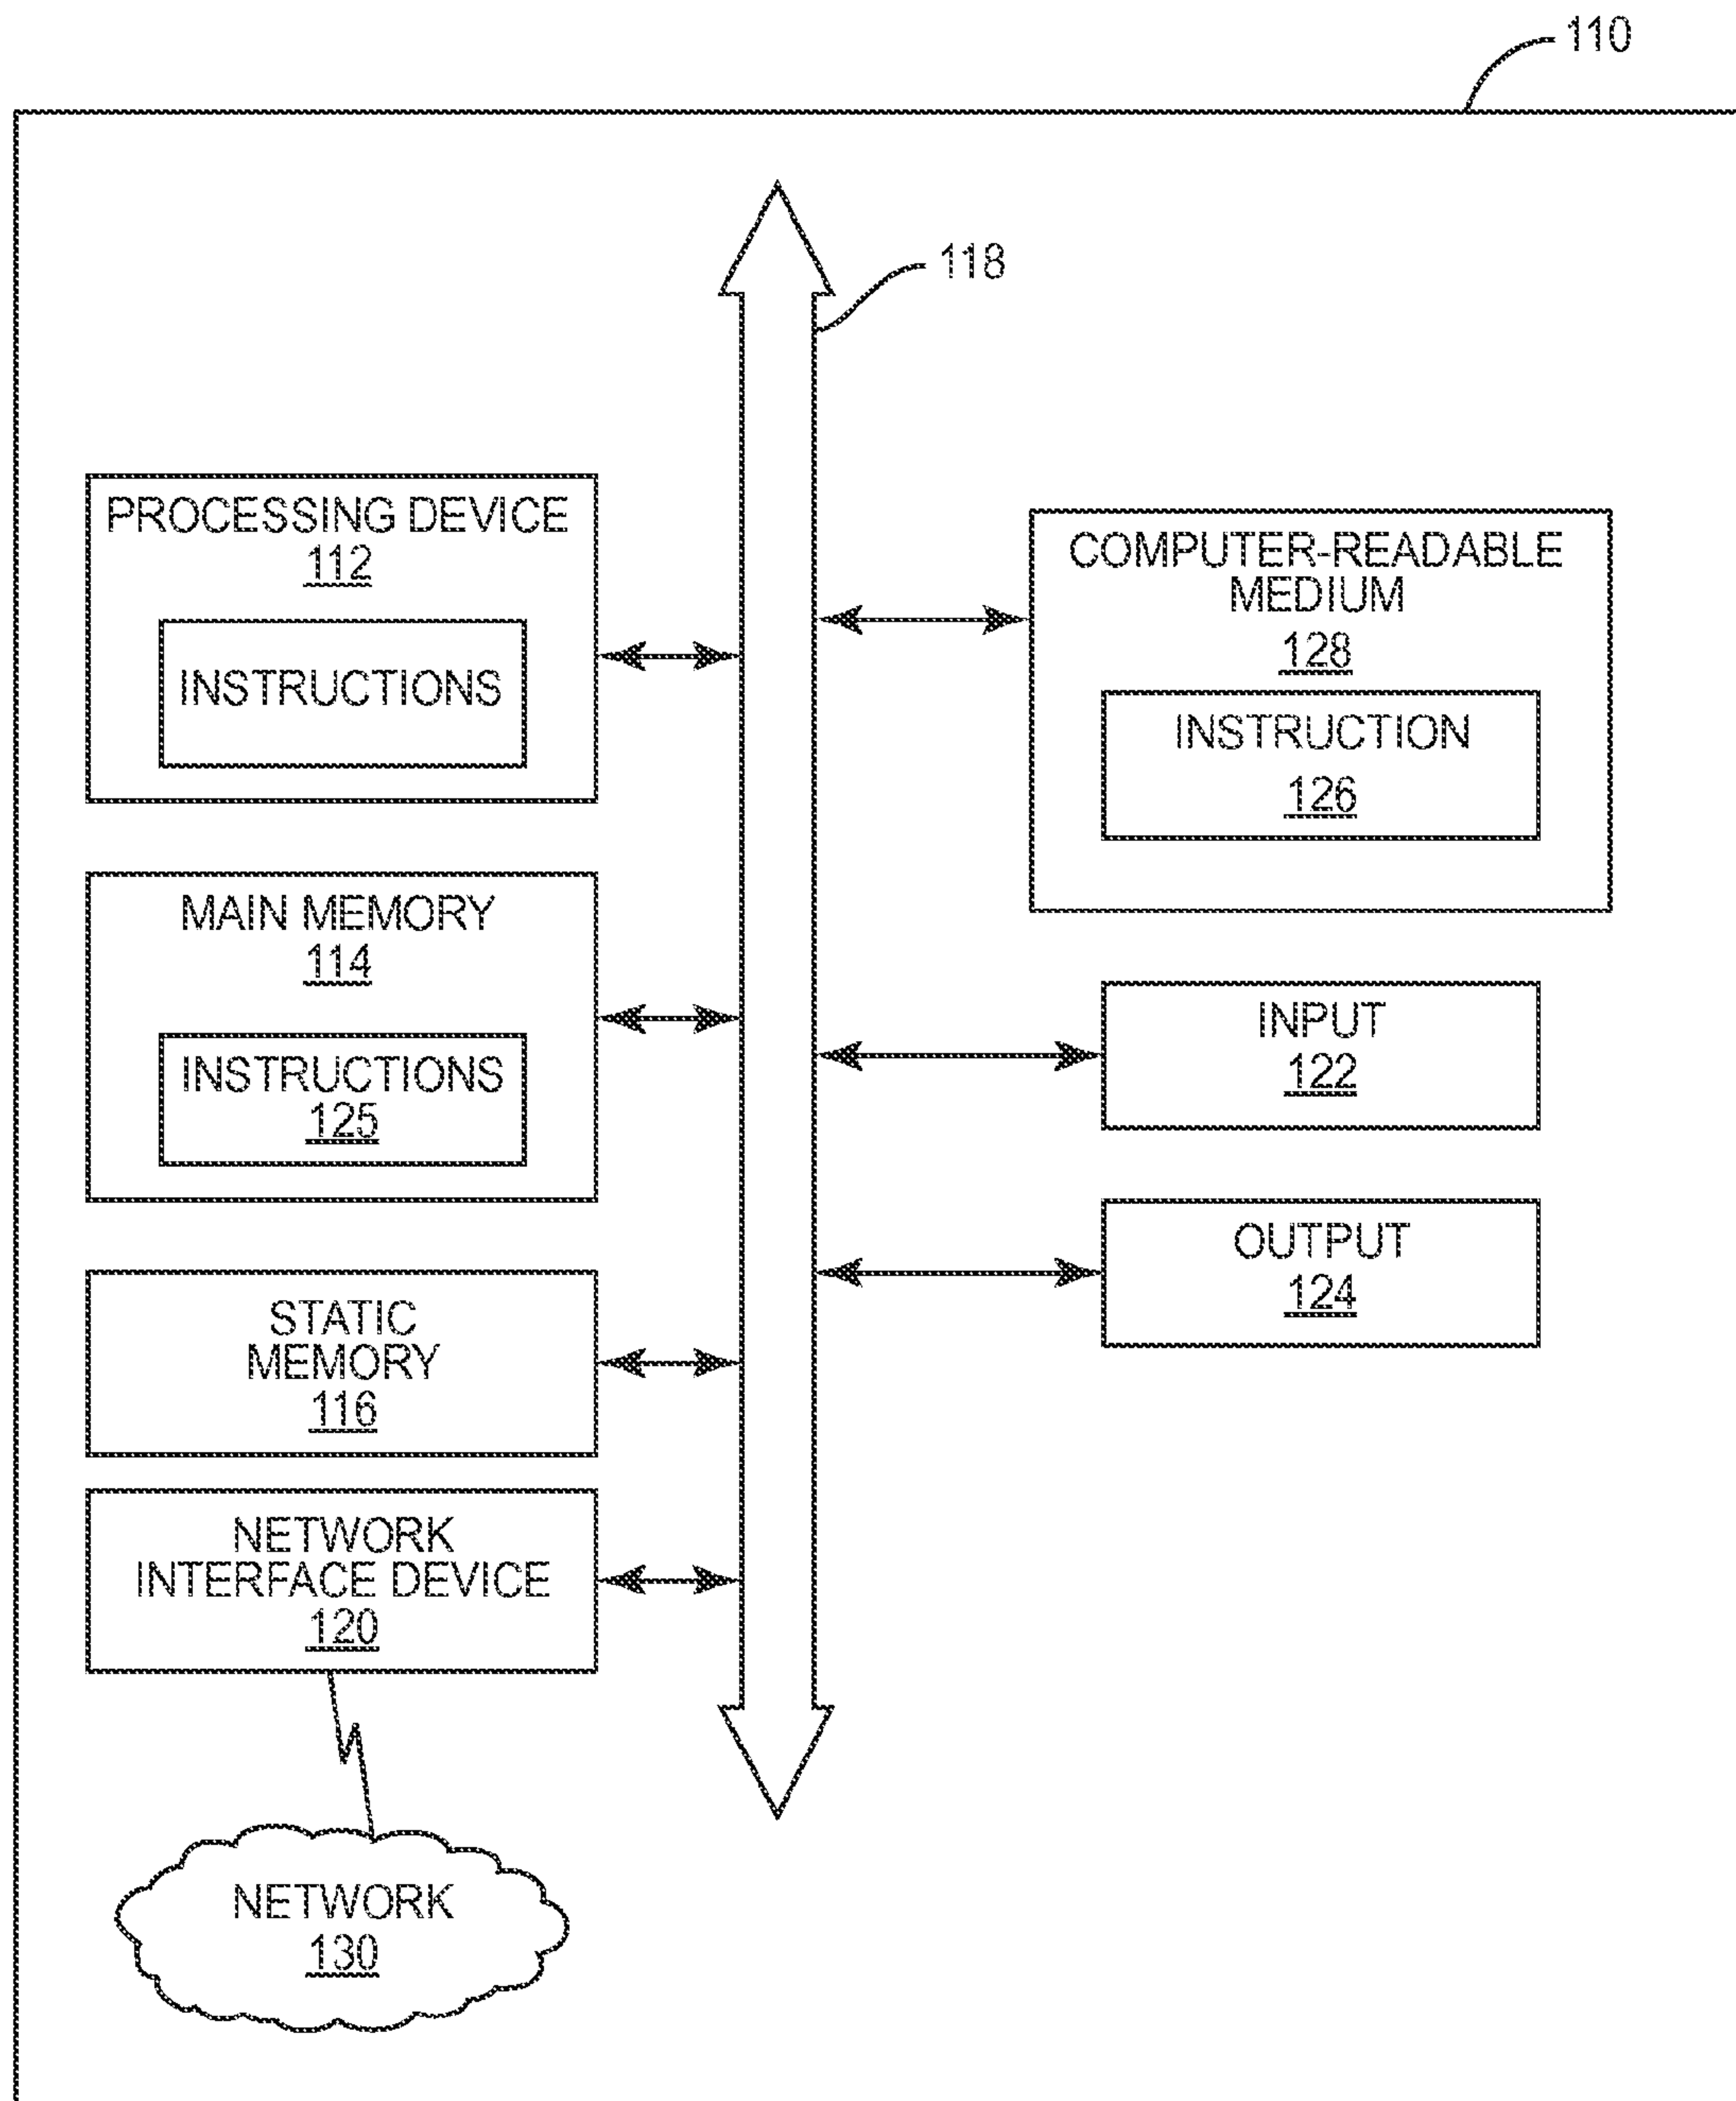 110
118
PROCESSING DEVICE
112
INSTRUCTIONS
COMPUTER-READABLE
MEDIUM
128
INSTRUCTION
126
MAIN MEMORY
114
INSTRUCTIONS
125
INPUT
122
OUTPUT
124
STATIC
MEMORY
116
NETWORK
INTERFACE DEVICE
120
NETWORK
130